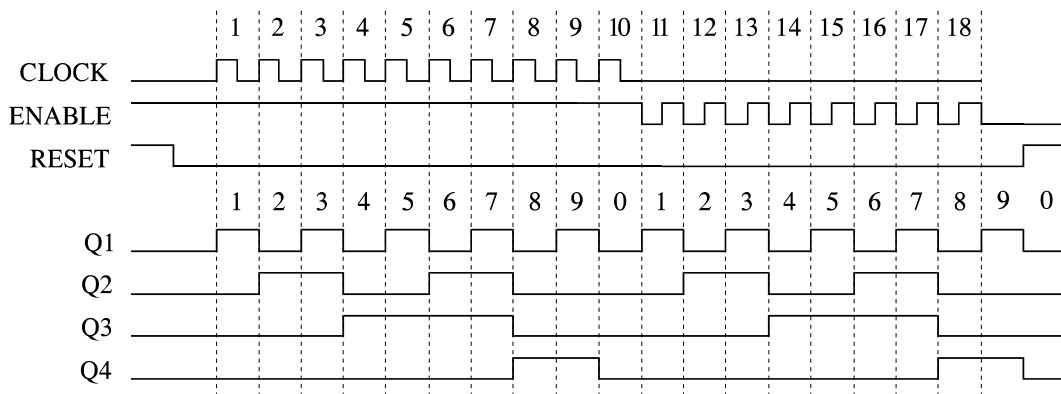 1 2 3 4 5 6 7 8 9 10 11 12 13 14 15 16 17 18
CLOCK
ENABLE
RESET
1 2 3 4 5 6 7 8 9 0 1 2 3 4 5 6 7 8 9 0
Q1
Q2
Q3
Q4